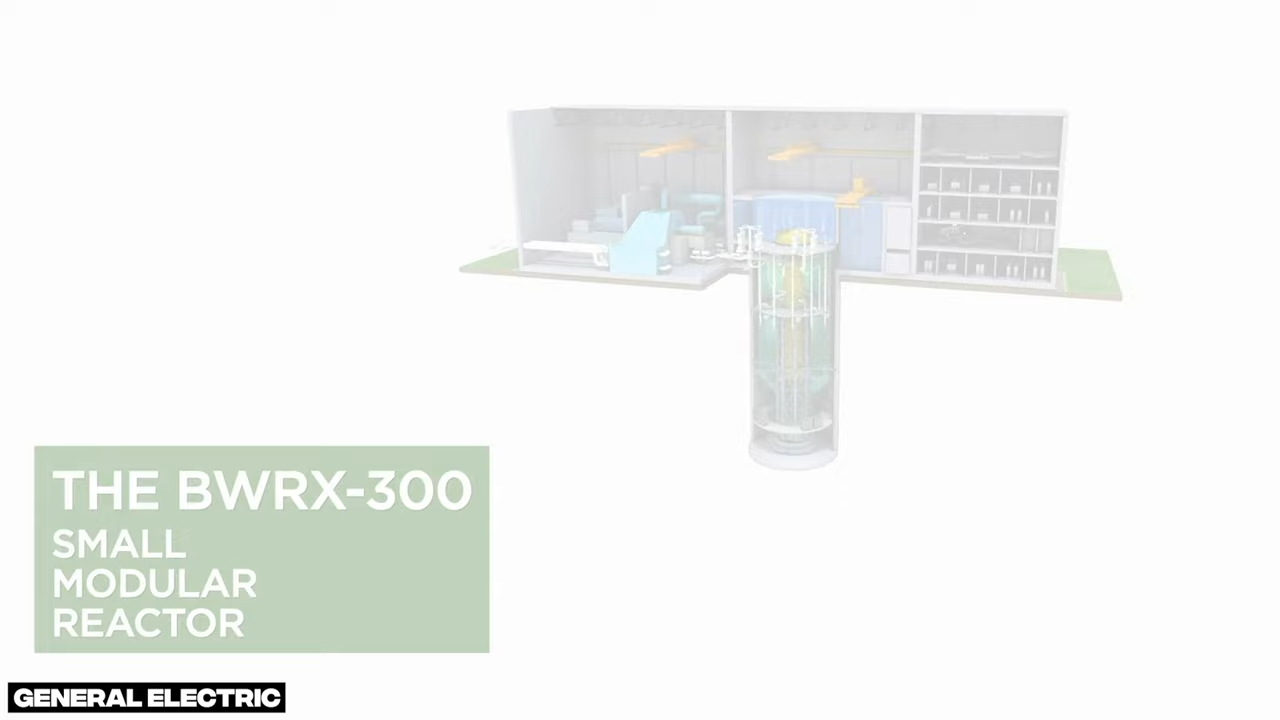 THE BWRX-300
SMALL
MODULAR
REACTOR
GENERAL ELECTRIC